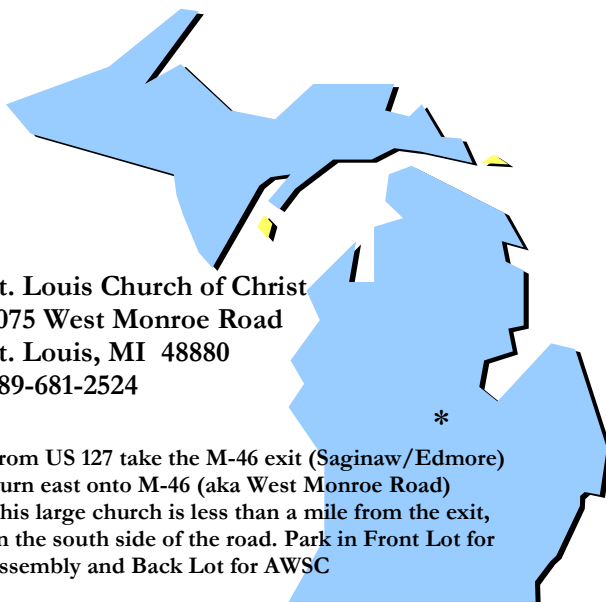 t. Louis Church of Christ
075 West Monroe Road
t. Louis, MI 48880
89-681-2524
*
rom US 127 take the M-46 exit (Saginaw/Edmore)
urn east onto M-46 (aka West Monroe Road)
his large church is less than a mile from the exit,
n the south side of the road. Park in Front Lot for
ssembly and Back Lot for AWSC